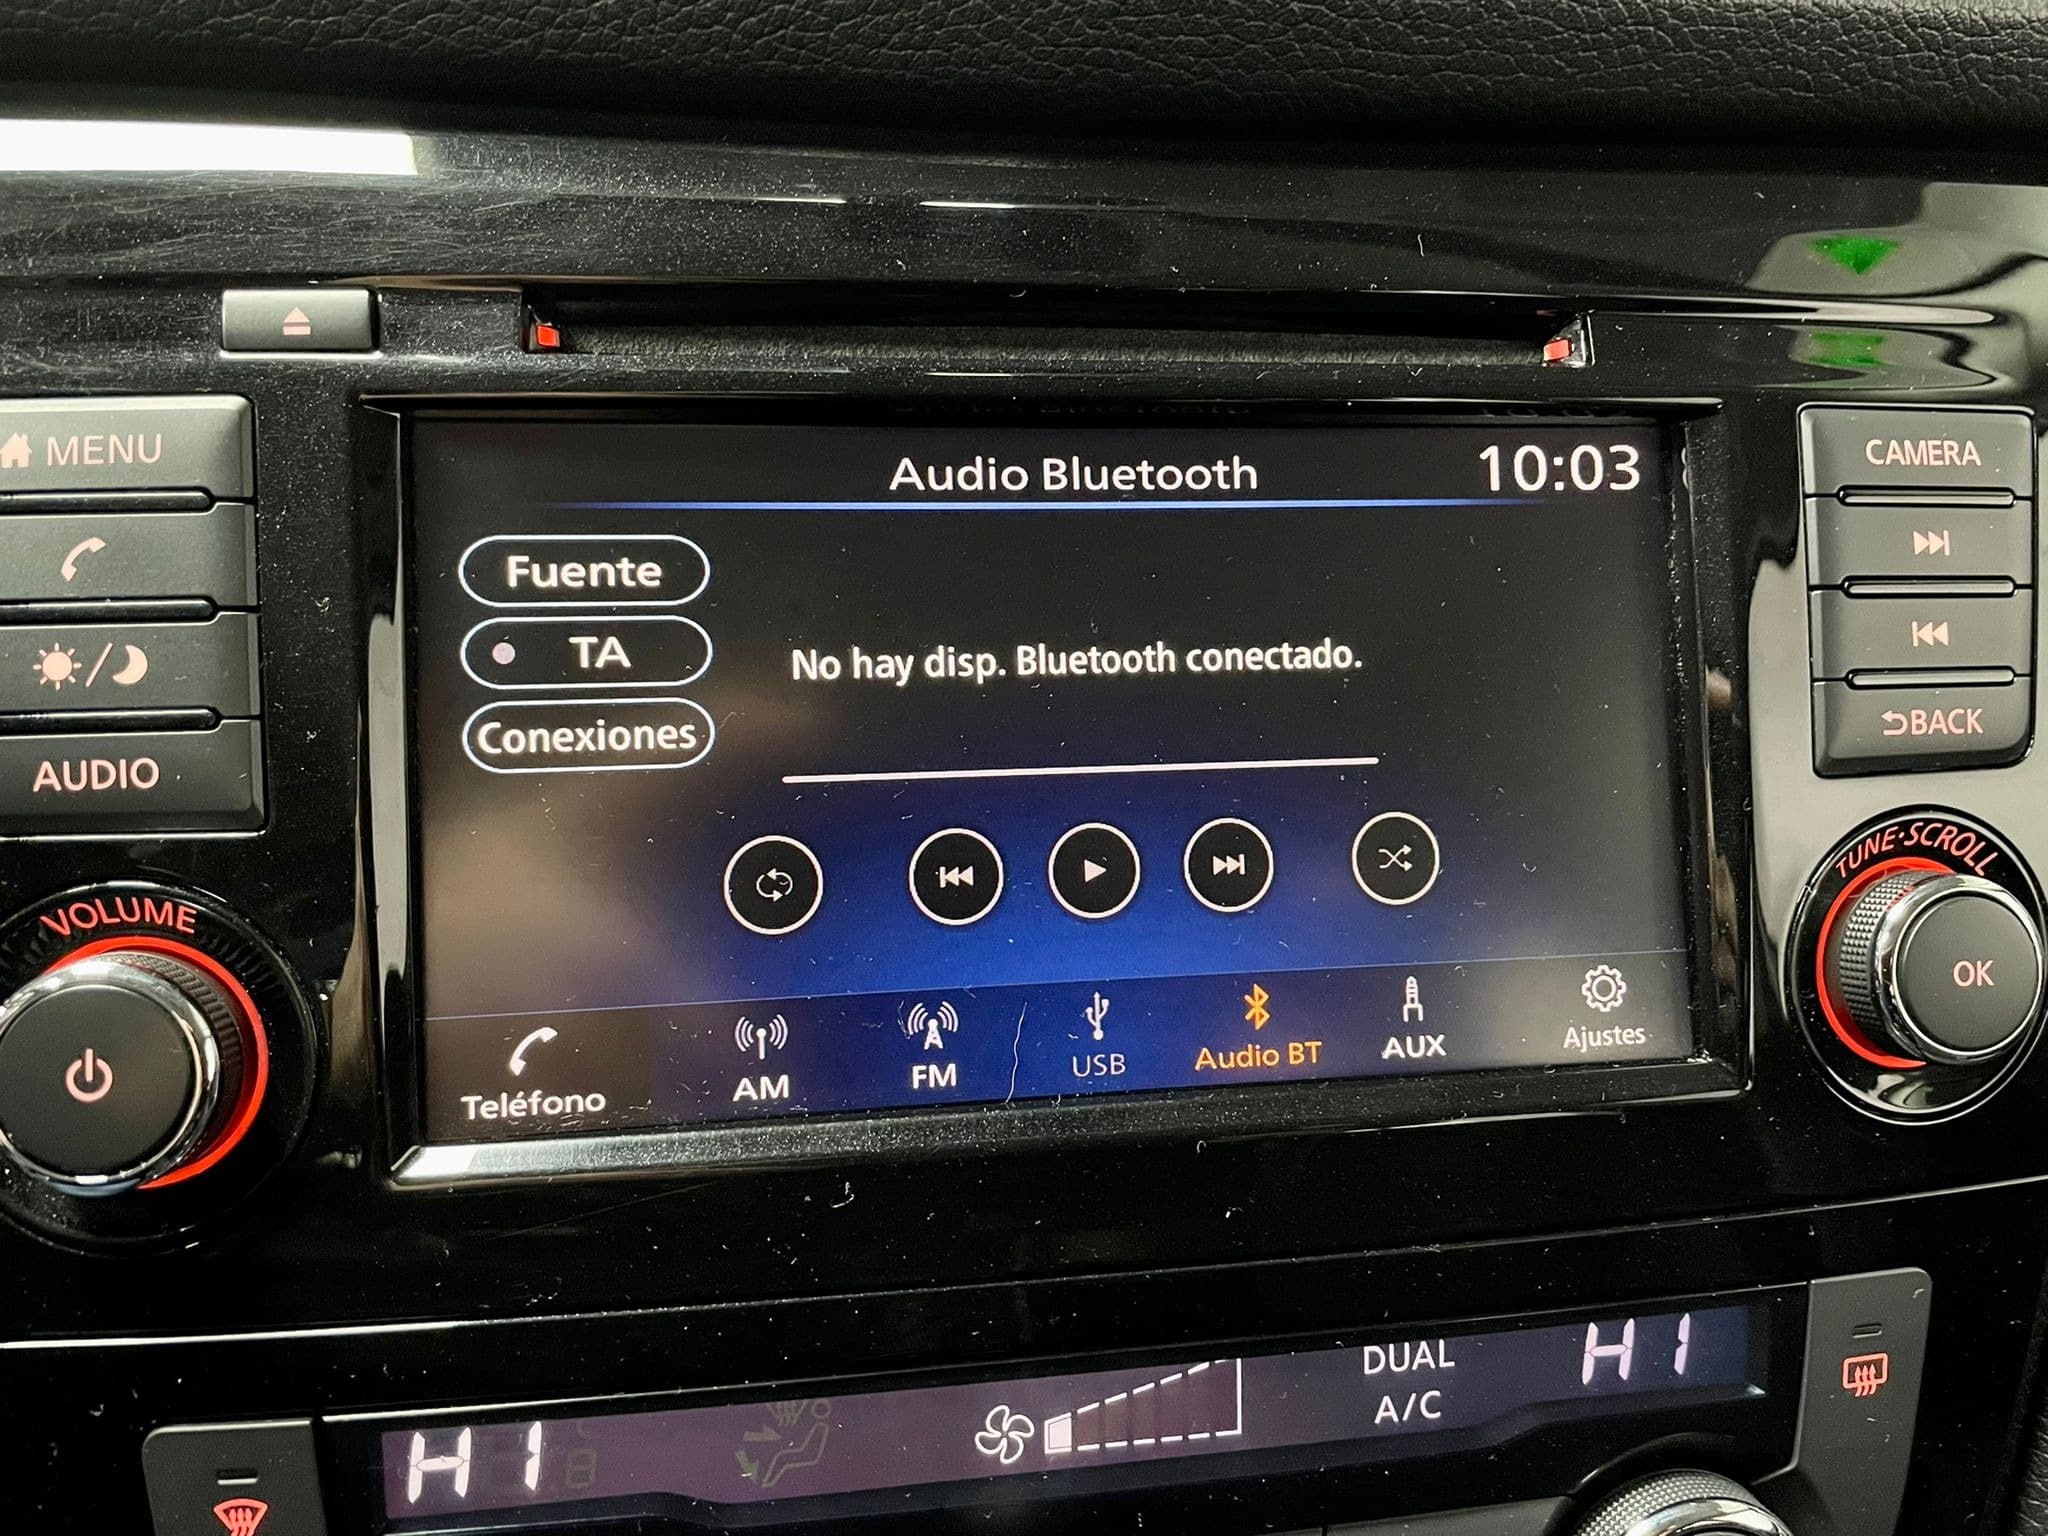 MENU
AUDIO
VOLUME
Audio Bluetooth
10:03
Fuente
TA
Conexiones
No hay disp. Bluetooth conectado.
Teléfono
AM
FM
USB
Audio BT
AUX
Ajustes
CAMERA
BACK
TUNE·SCROLL
OK
HI
DUAL
A/C
HI